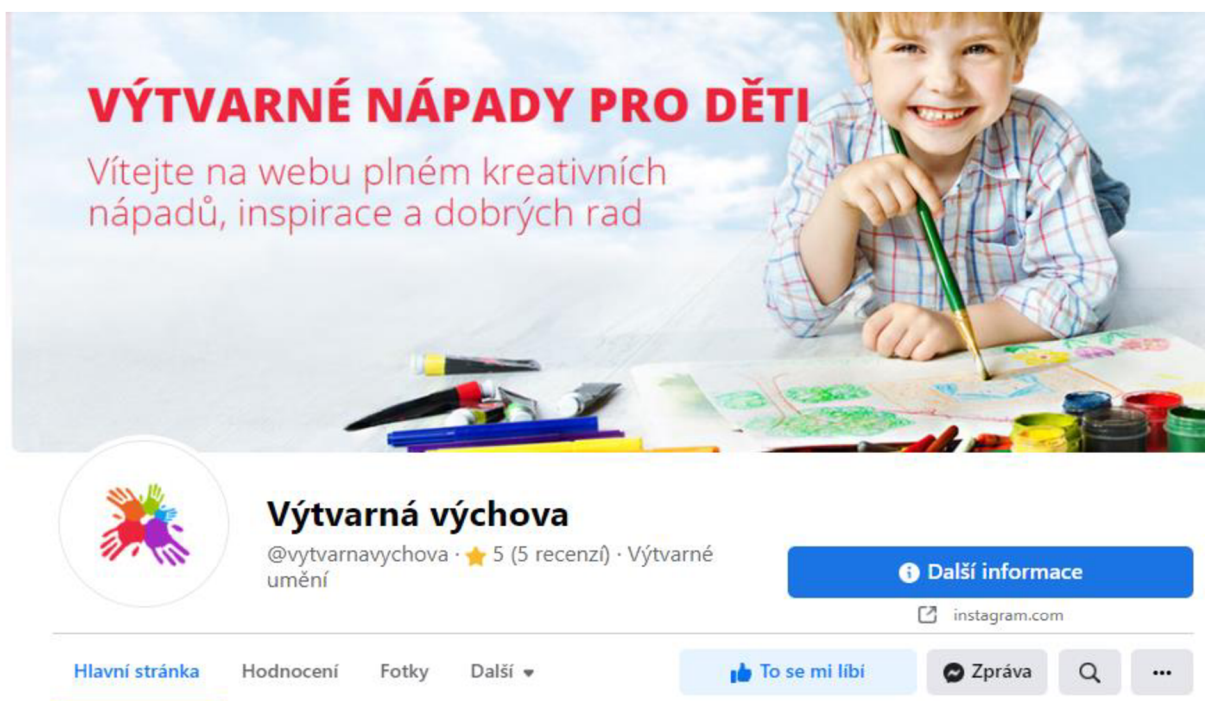 VÝTVARNÉ NÁPADY PRO DĚTI
Vítejte na webu plném kreativních
nápadů, inspirace a dobrých rad
Výtvarná výchova
@vytvarnavychova · ⭐ 5 (5 recenzí) · Výtvarné
umění
Další informace
instagram.com
Hlavní stránka Hodnocení Fotky Další ▾ To se mi líbí Zpráva ···